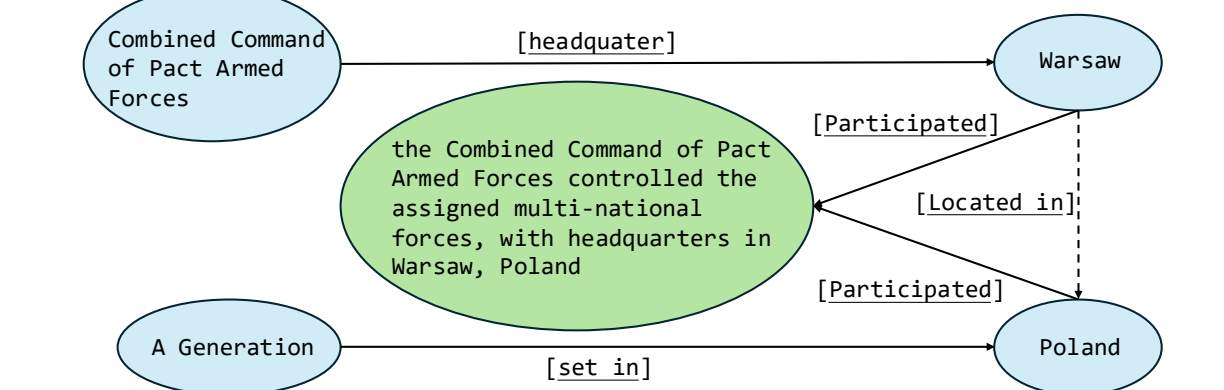 Combined Command
of Pact Armed
Forces
[headquater]
Warsaw
[Participated]
the Combined Command of Pact
Armed Forces controlled the
assigned multi-national
forces, with headquarters in
Warsaw, Poland
[Located in]
[Participated]
A Generation
[set in]
Poland